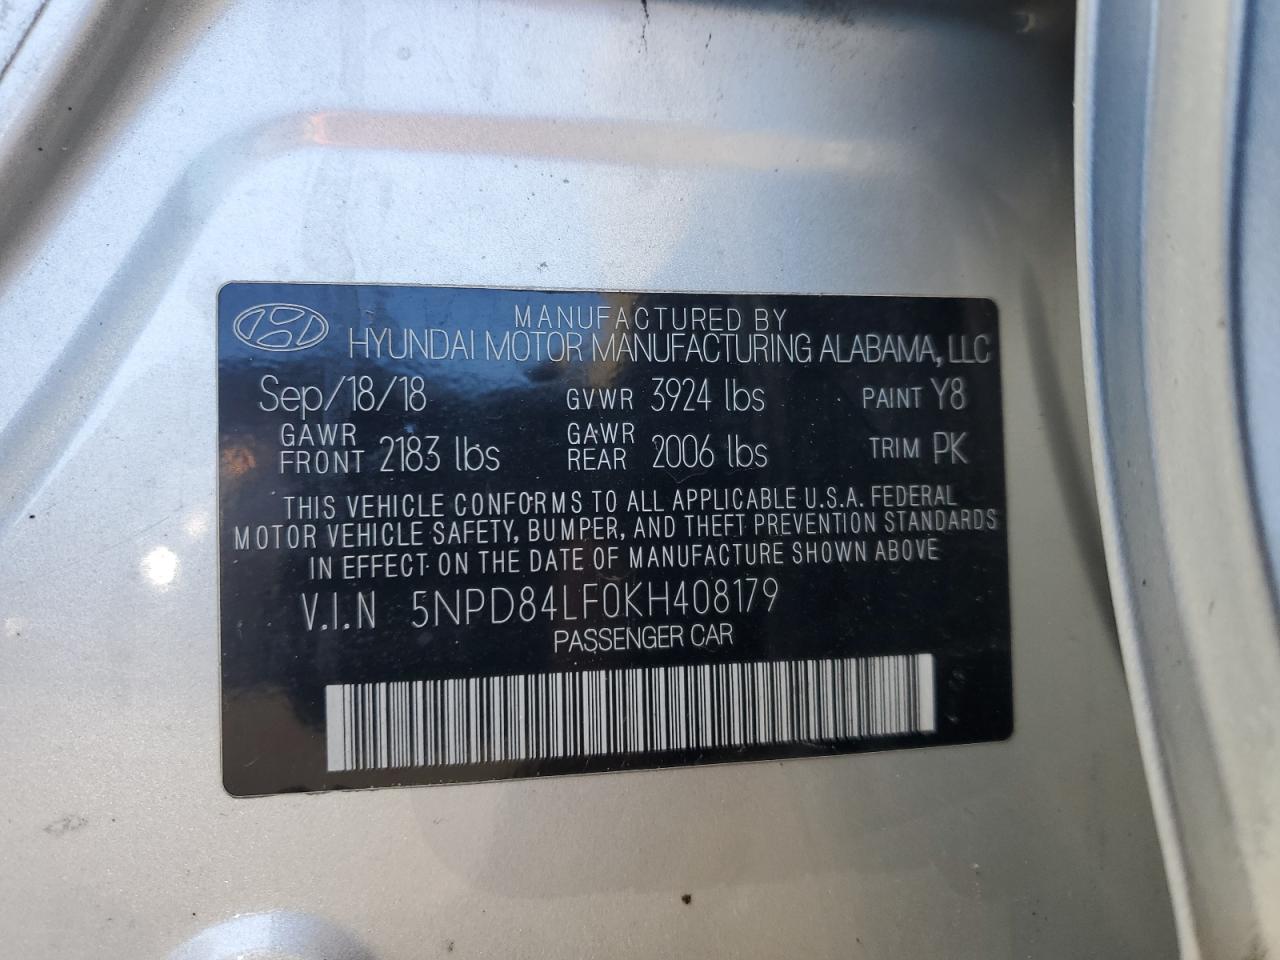 MANUFACTURED BY
HYUNDAI MOTOR MANUFACTURING ALABAMA, LLC
Sep/18/18 GVWR 3924 lbs PAINT Y8
GAWR FRONT 2183 lbs GAWR REAR 2006 lbs TRIM PK
THIS VEHICLE CONFORMS TO ALL APPLICABLE U.S.A. FEDERAL
MOTOR VEHICLE SAFETY, BUMPER, AND THEFT PREVENTION STANDARDS
IN EFFECT ON THE DATE OF MANUFACTURE SHOWN ABOVE
V.I.N 5NPD84LF0KH408179
PASSENGER CAR